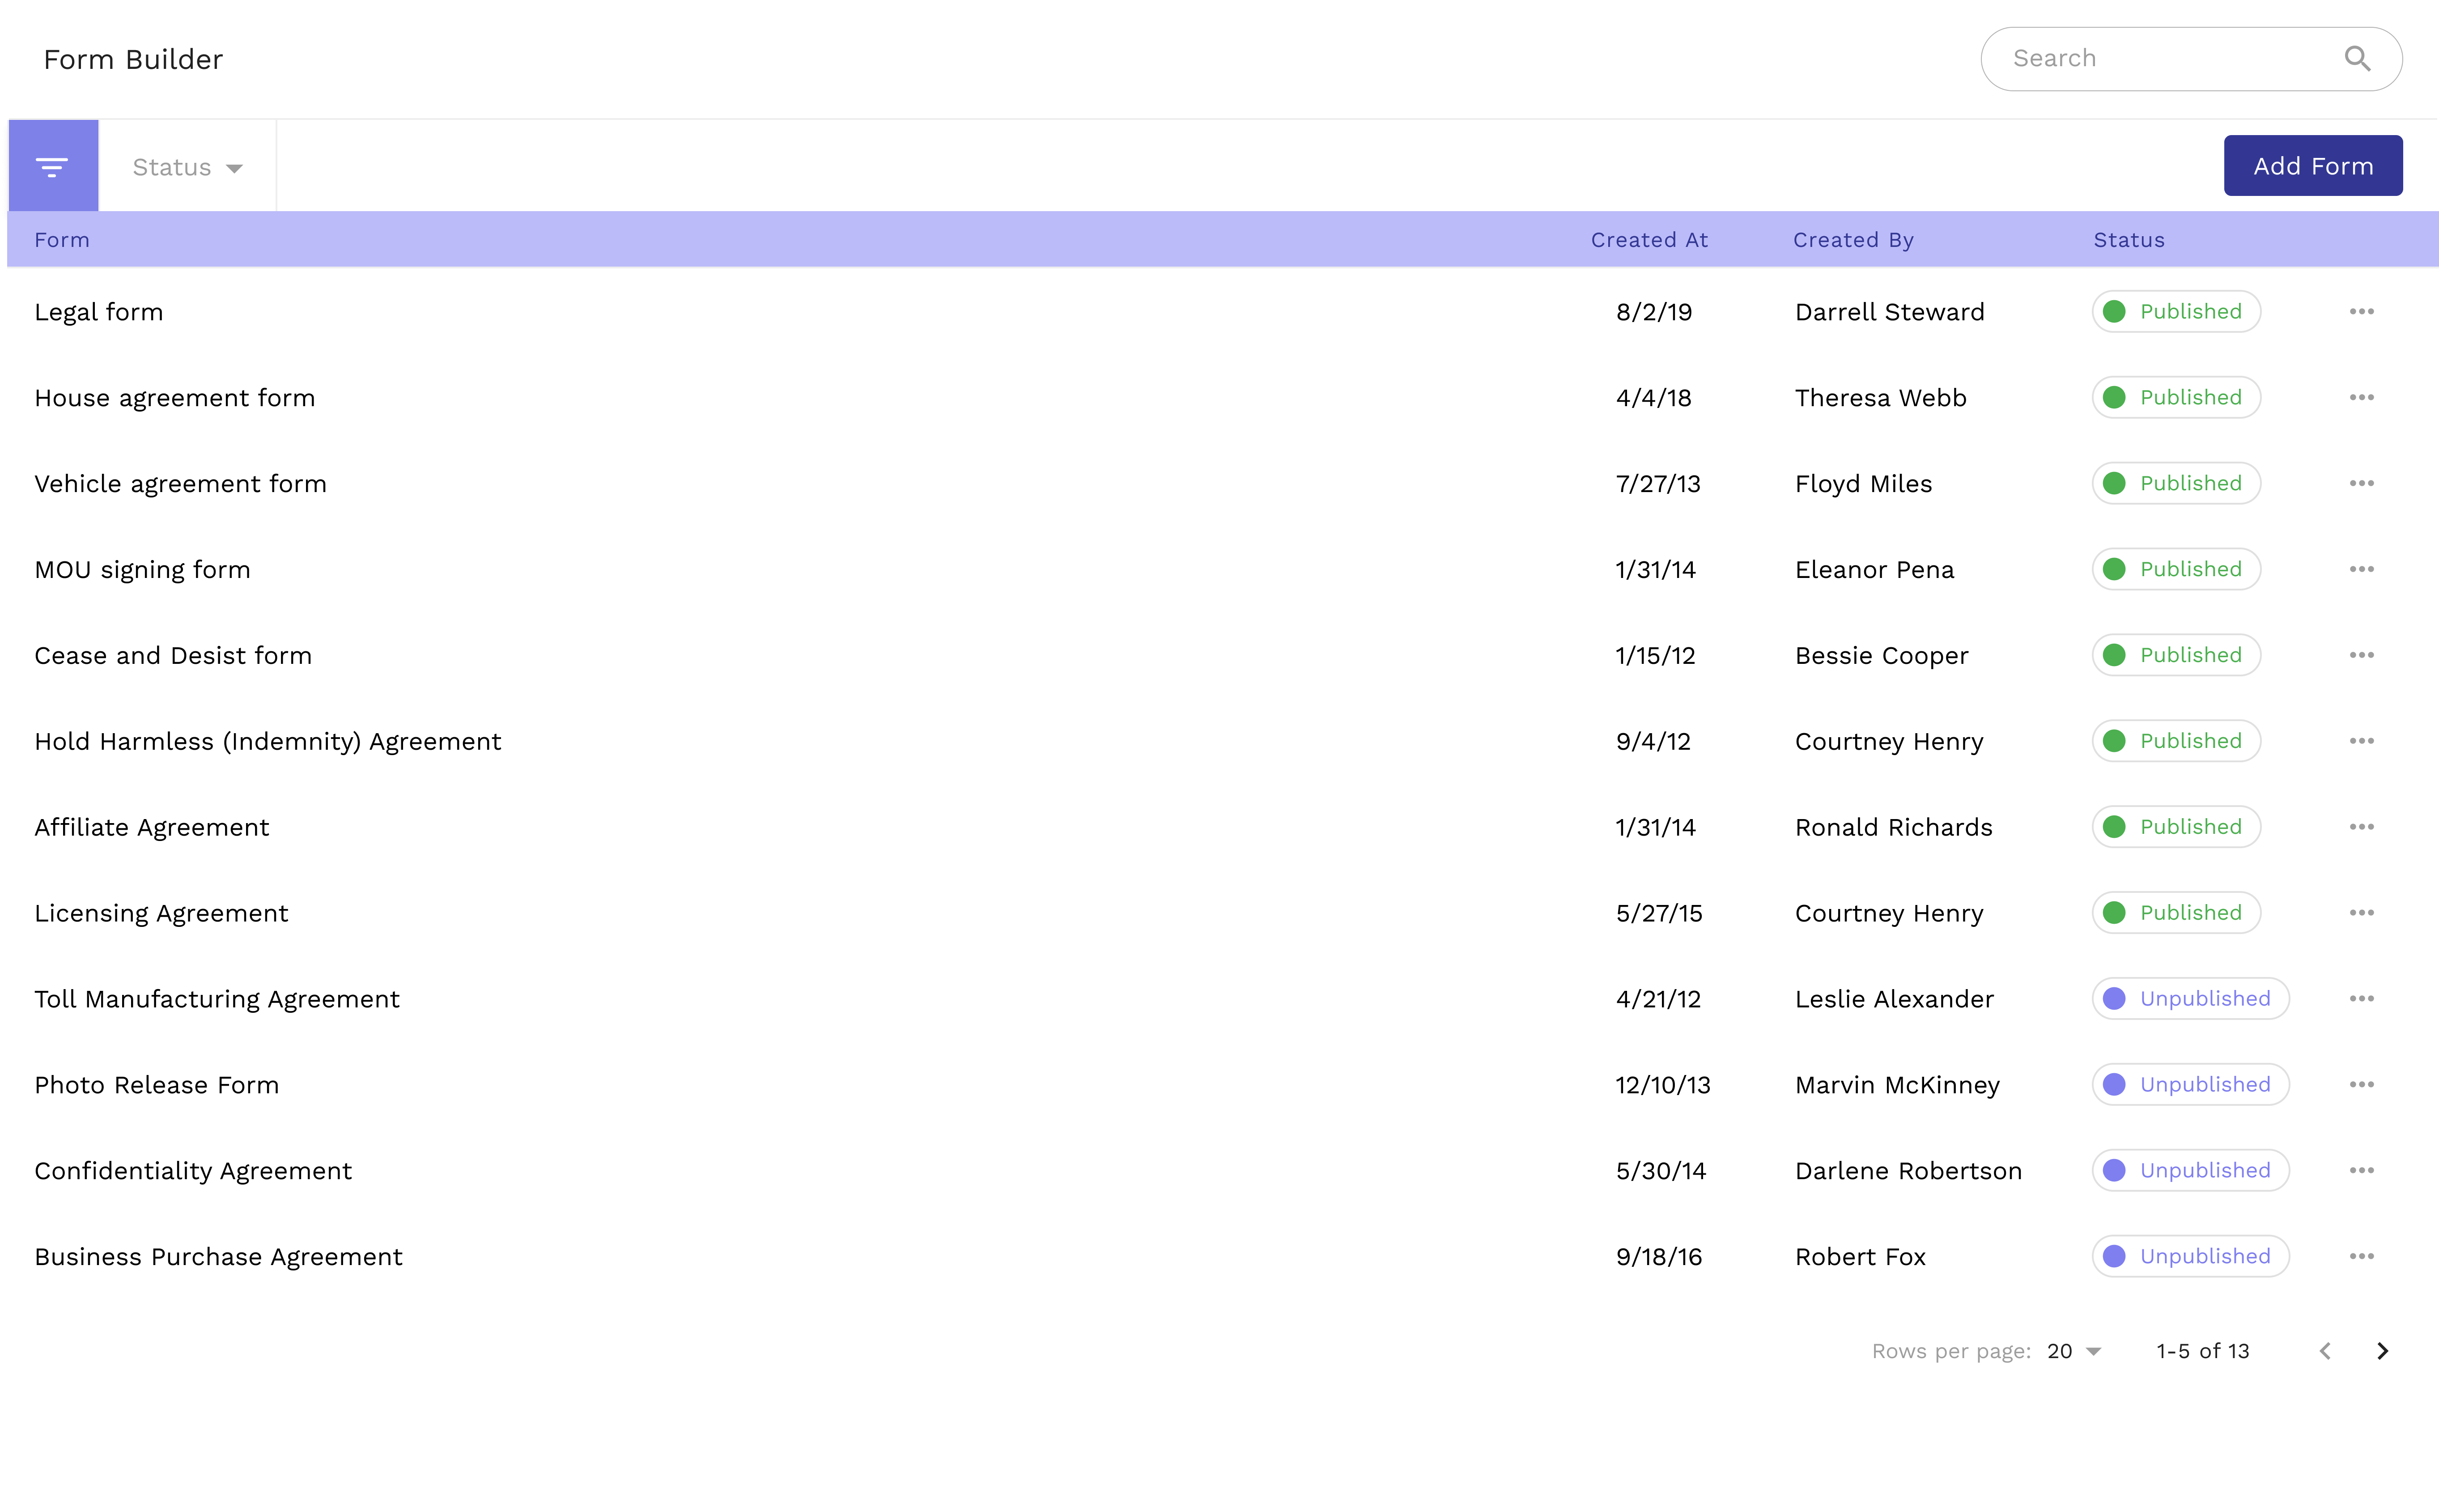 Form Builder
Search
Status
Add Form
Form Created At Created By Status
Legal form 8/2/19 Darrell Steward Published
House agreement form 4/4/18 Theresa Webb Published
Vehicle agreement form 7/27/13 Floyd Miles Published
MOU signing form 1/31/14 Eleanor Pena Published
Cease and Desist form 1/15/12 Bessie Cooper Published
Hold Harmless (Indemnity) Agreement 9/4/12 Courtney Henry Published
Affiliate Agreement 1/31/14 Ronald Richards Published
Licensing Agreement 5/27/15 Courtney Henry Published
Toll Manufacturing Agreement 4/21/12 Leslie Alexander Unpublished
Photo Release Form 12/10/13 Marvin McKinney Unpublished
Confidentiality Agreement 5/30/14 Darlene Robertson Unpublished
Business Purchase Agreement 9/18/16 Robert Fox Unpublished
Rows per page: 20 1-5 of 13